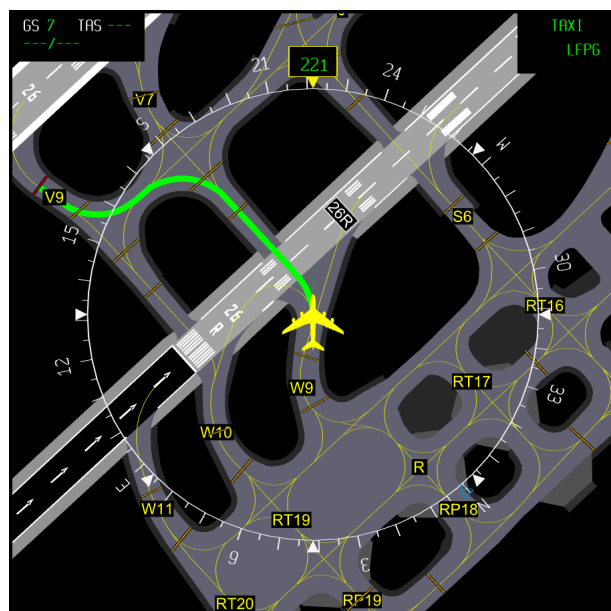 GS 7 TAS ---
---/---
TAXI
LFPG
221
21
24
V7
26
S
W
V9
S6
26R
15
30
RT16
26
R
12
33
RT17
W9
W10
R
E
N
W11
RP18
RT19
6
3
RT20
RP19